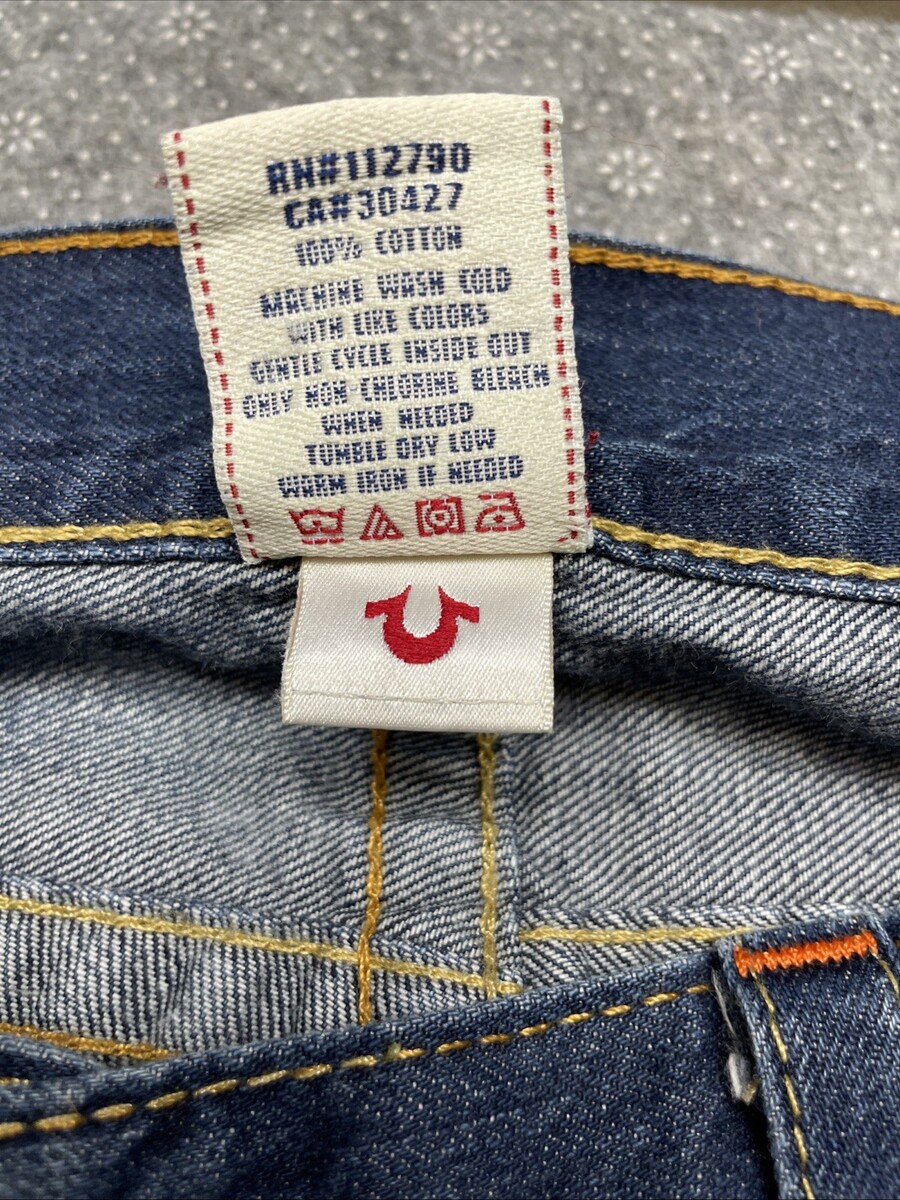 RN#112790
CA#30427
100% COTTON
MACHINE WASH COLD
WITH LIKE COLORS
GENTLE CYCLE INSIDE OUT
ONLY NON-CHLORINE BLEACH
WHEN NEEDED
TUMBLE DRY LOW
WARM IRON IF NEEDED